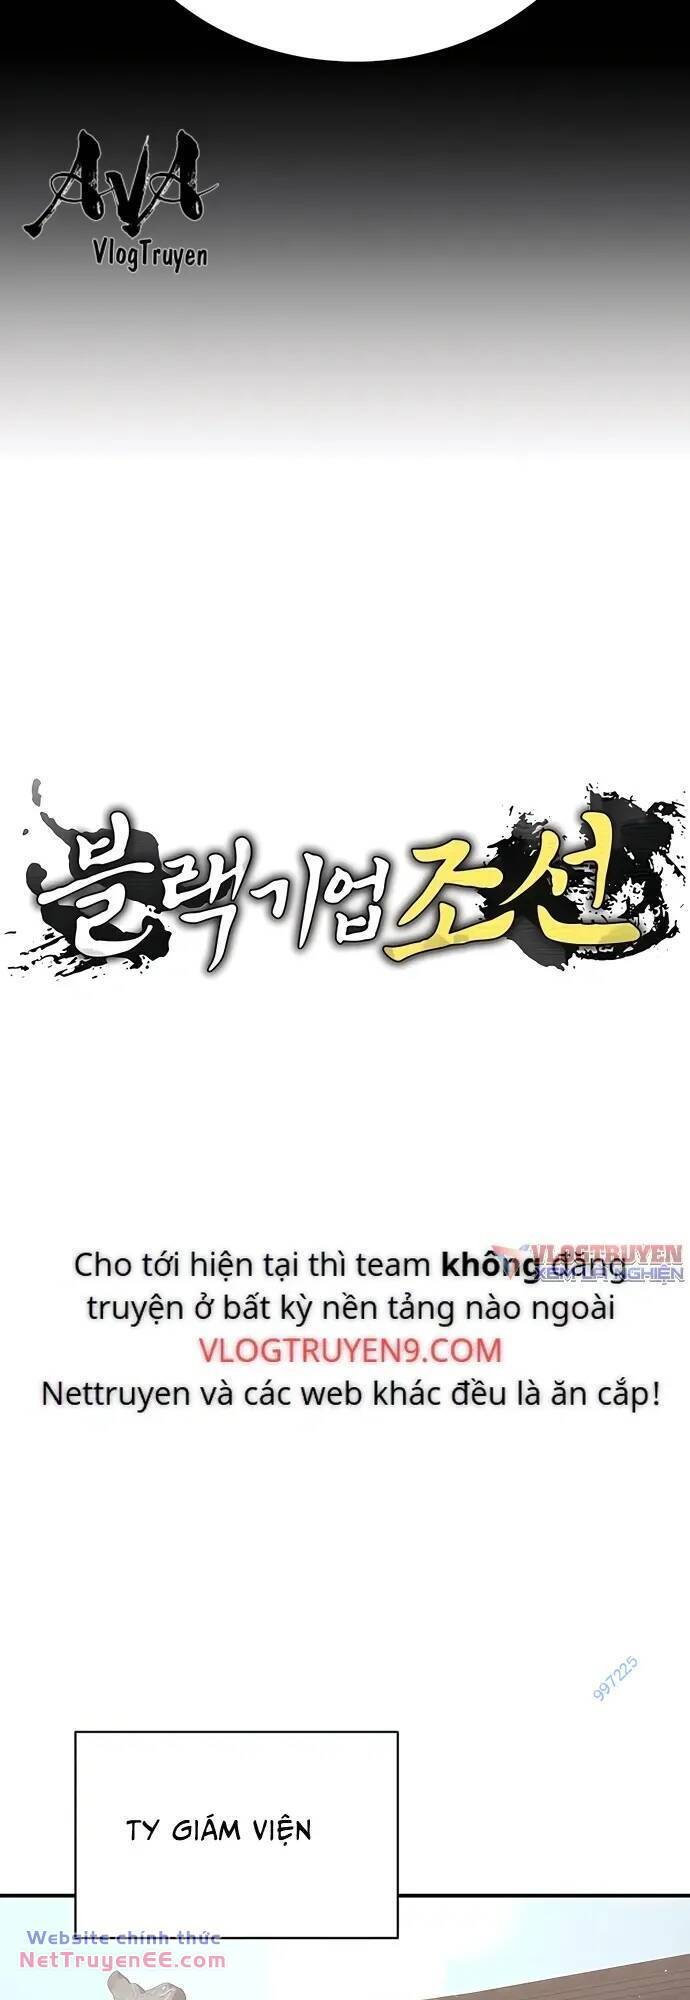 AVA
VlogTruyen
블랙기업조선
VLOGTRUYEN
XEM LÀ NGHIỆN
Cho tới hiện tại thì team không đăng
truyện ở bất kỳ nền tảng nào ngoài
VLOGTRUYEN9.COM
Nettruyen và các web khác đều là ăn cắp!
997225
TY GIÁM VIỆN
Website chính thức
NETTRUYENEE.COM